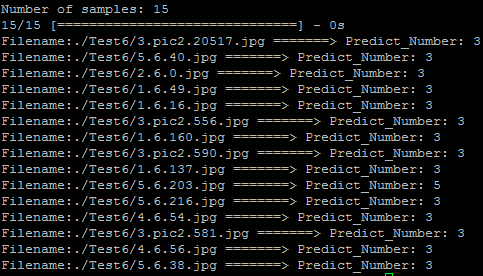 Number of samples: 15
15/15 [==============================] - 0s
Filename:./Test6/3.pic2.20517.jpg =======> Predict_Number: 3
Filename:./Test6/5.6.40.jpg =======> Predict_Number: 3
Filename:./Test6/2.6.0.jpg =======> Predict_Number: 3
Filename:./Test6/1.6.49.jpg =======> Predict_Number: 3
Filename:./Test6/1.6.16.jpg =======> Predict_Number: 3
Filename:./Test6/3.pic2.556.jpg =======> Predict_Number: 3
Filename:./Test6/1.6.160.jpg =======> Predict_Number: 3
Filename:./Test6/3.pic2.590.jpg =======> Predict_Number: 3
Filename:./Test6/1.6.137.jpg =======> Predict_Number: 3
Filename:./Test6/5.6.203.jpg =======> Predict_Number: 5
Filename:./Test6/5.6.216.jpg =======> Predict_Number: 3
Filename:./Test6/4.6.54.jpg =======> Predict_Number: 3
Filename:./Test6/3.pic2.581.jpg =======> Predict_Number: 3
Filename:./Test6/4.6.56.jpg =======> Predict_Number: 3
Filename:./Test6/5.6.38.jpg =======> Predict_Number: 3